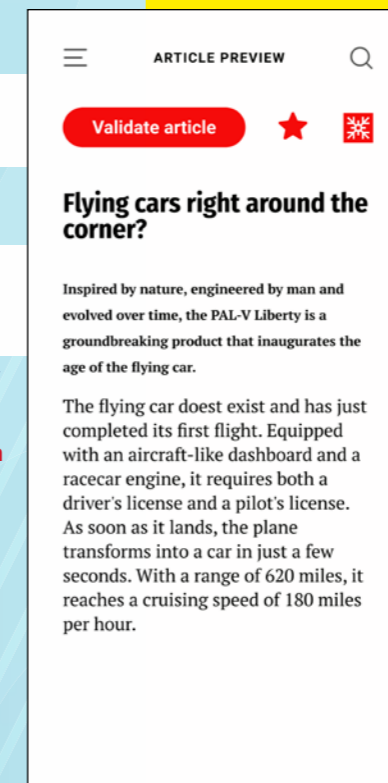 ARTICLE PREVIEW
Validate article
Flying cars right around the
corner?
Inspired by nature, engineered by man and
evolved over time, the PAL-V Liberty is a
groundbreaking product that inaugurates the
age of the flying car.
The flying car doest exist and has just
completed its first flight. Equipped
with an aircraft-like dashboard and a
racecar engine, it requires both a
driver's license and a pilot's license.
As soon as it lands, the plane
transforms into a car in just a few
seconds. With a range of 620 miles, it
reaches a cruising speed of 180 miles
per hour.